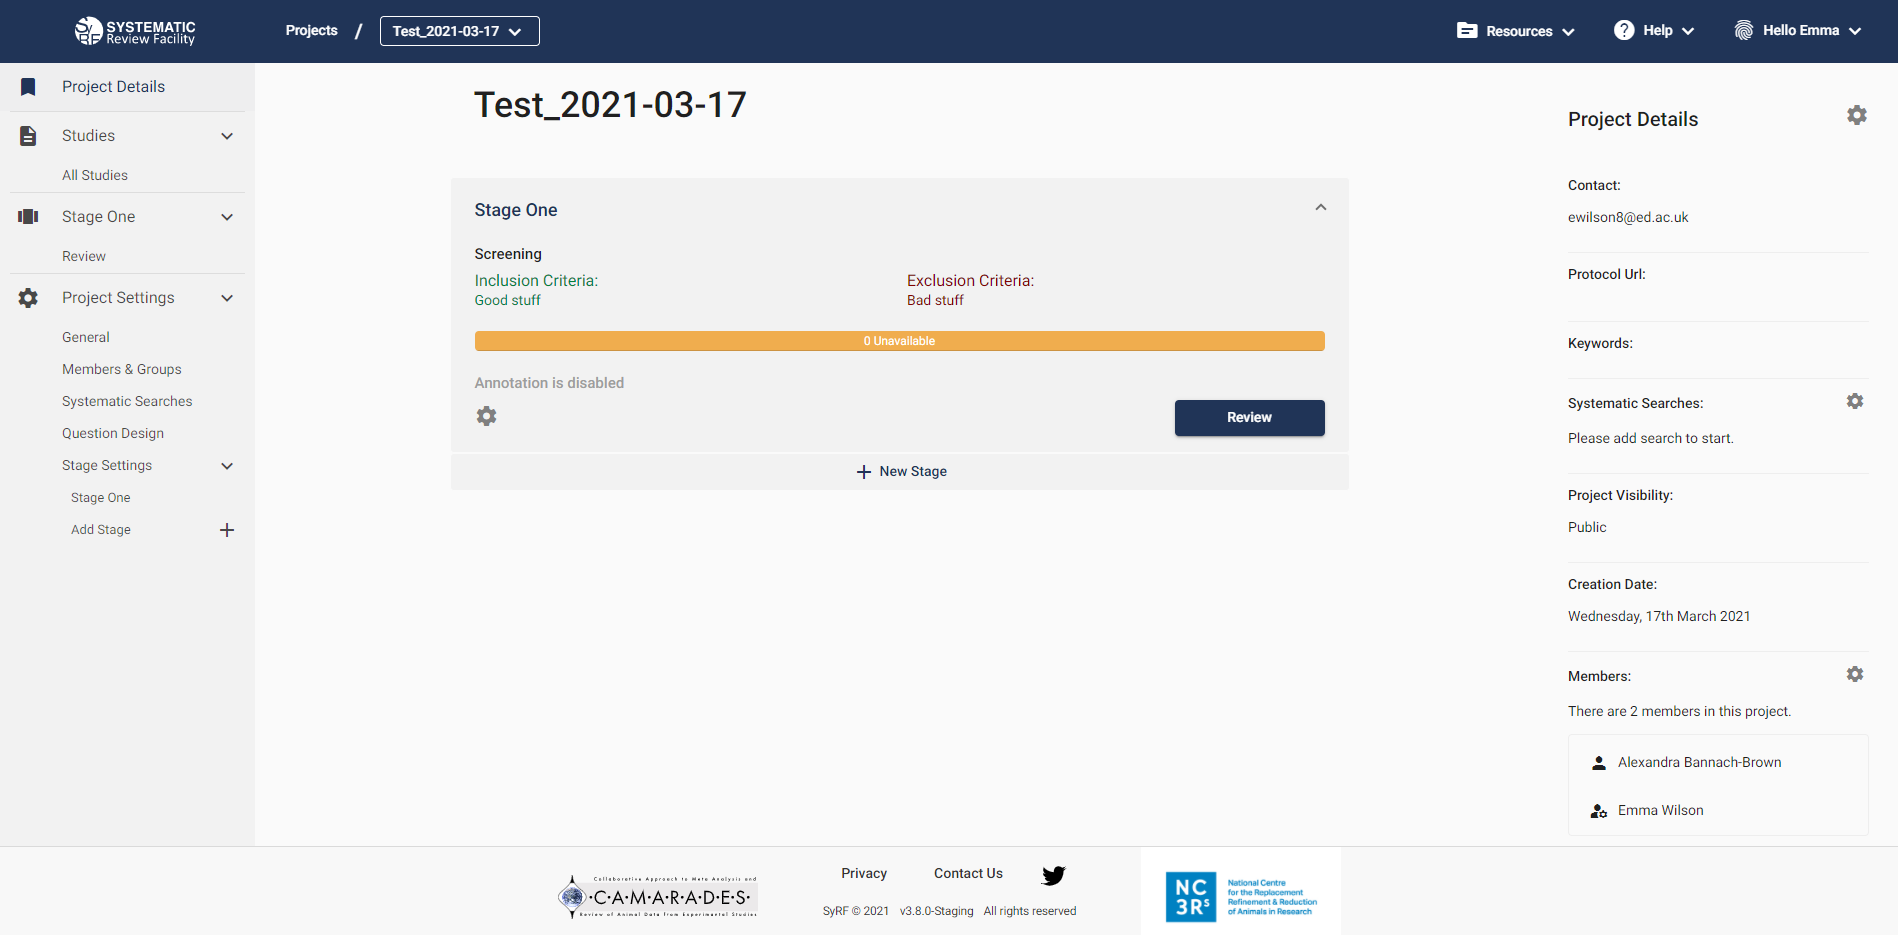 SYSTEMATIC
Review Facility
Projects / Test_2021-03-17
Resources
Help
Hello Emma
Project Details
Studies
All Studies
Stage One
Review
Project Settings
General
Members & Groups
Systematic Searches
Question Design
Stage Settings
Stage One
Add Stage
Test_2021-03-17
Stage One
Screening
Inclusion Criteria:
Good stuff
Exclusion Criteria:
Bad stuff
0 Unavailable
Annotation is disabled
Review
New Stage
Project Details
Contact:
ewilson8@ed.ac.uk
Protocol Url:
Keywords:
Systematic Searches:
Please add search to start.
Project Visibility:
Public
Creation Date:
Wednesday, 17th March 2021
Members:
There are 2 members in this project.
Alexandra Bannach-Brown
Emma Wilson
Collaborative Approach to Meta Analysis and
·C·A·M·A·R·A·D·E·S·
Review of Animal Data from Experimental Studies
Privacy
Contact Us
SyRF © 2021 v3.8.0-Staging All rights reserved
NC
3Rs
National Centre
for the Replacement
Refinement & Reduction
of Animals in Research